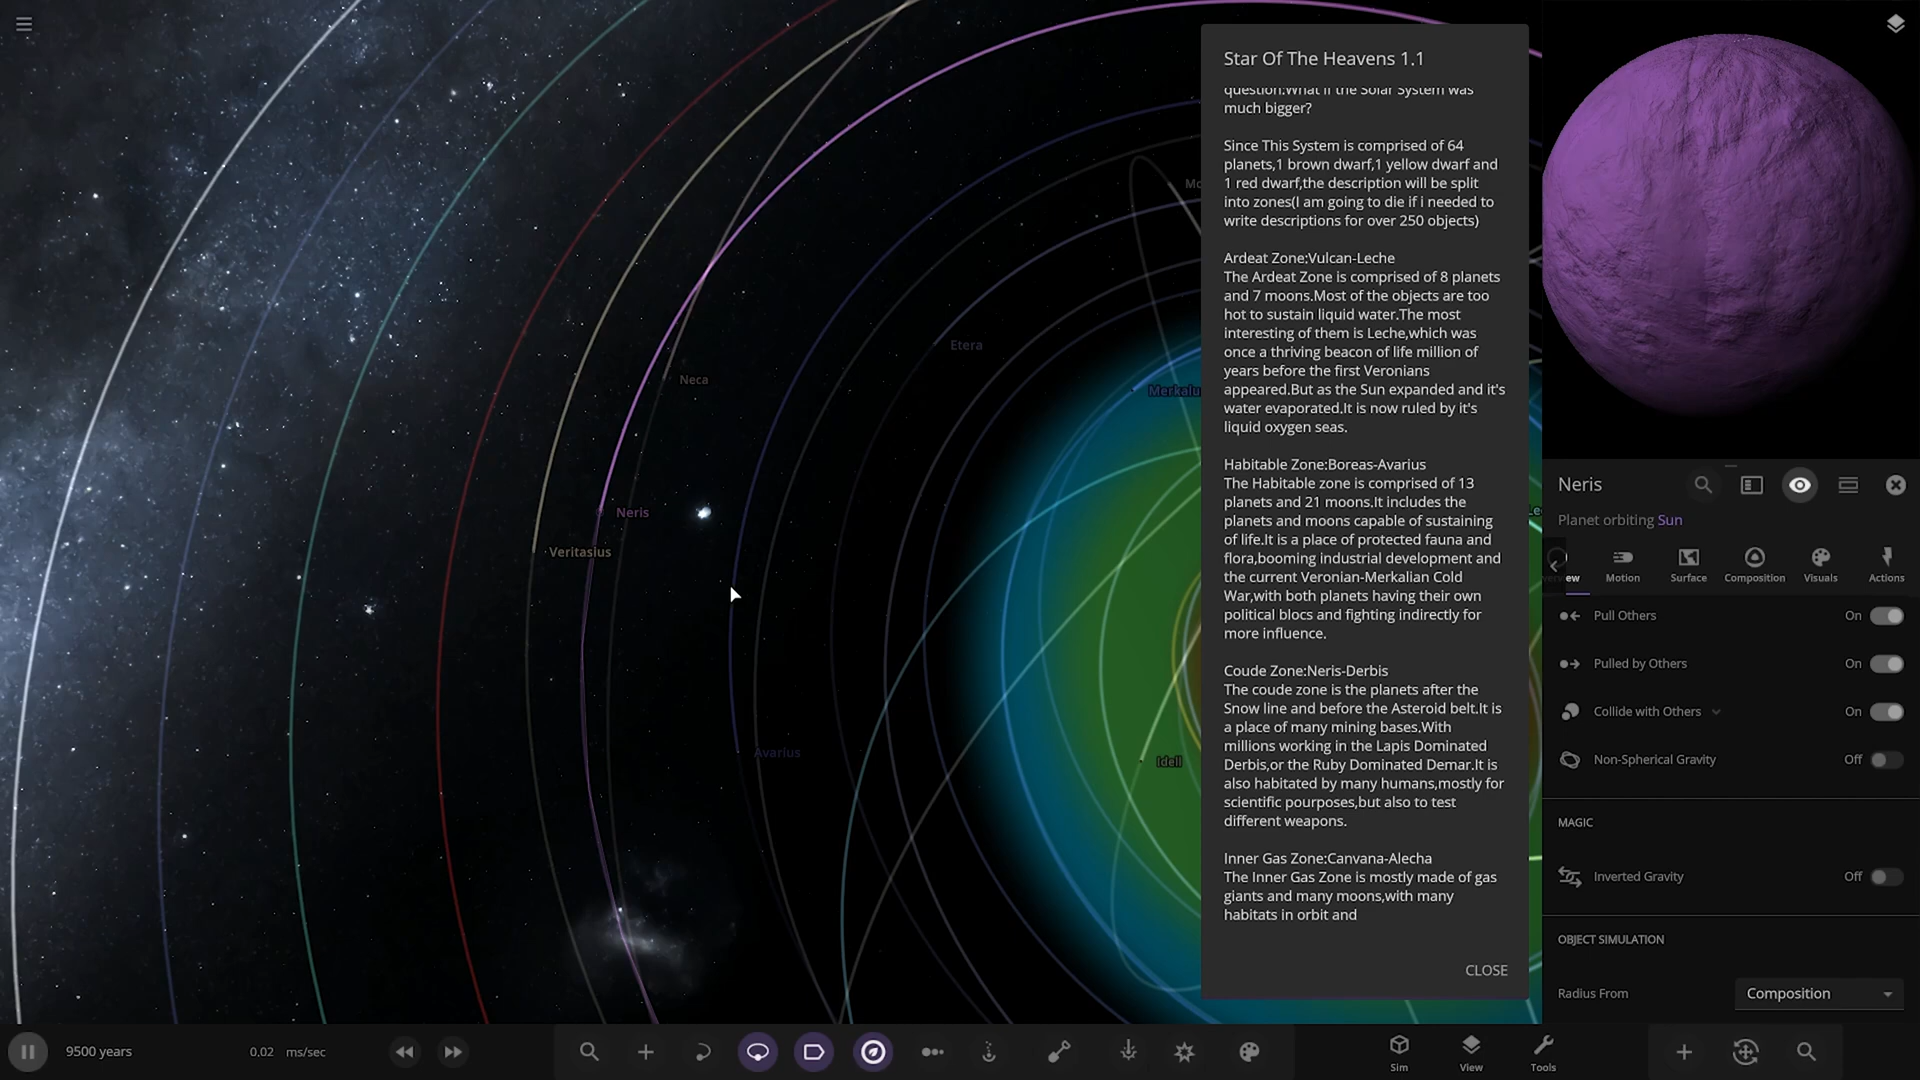 Star Of The Heavens 1.1
question:What if the Solar System was
much bigger?
Since This System is comprised of 64
planets,1 brown dwarf,1 yellow dwarf and
1 red dwarf,the description will be split
into zones(I am going to die if i needed to
write descriptions for over 250 objects)
Ardeat Zone:Vulcan-Leche
The Ardeat Zone is comprised of 8 planets
and 7 moons.Most of the objects are too
hot to sustain liquid water.The most
interesting of them is Leche,which was
once a thriving beacon of life million of
years before the first Veronians
appeared.But as the Sun expanded and it's
water evaporated.It is now ruled by it's
liquid oxygen seas.
Habitable Zone:Boreas-Avarius
The Habitable zone is comprised of 13
planets and 21 moons.It includes the
planets and moons capable of sustaining
of life.It is a place of protected fauna and
flora,booming industrial development and
the current Veronian-Merkalian Cold
War,with both planets having their own
political blocs and fighting indirectly for
more influence.
Coude Zone:Neris-Derbis
The coude zone is the planets after the
Snow line and before the Asteroid belt.It is
a place of many mining bases.With
millions working in the Lapis Dominated
Derbis,or the Ruby Dominated Demar.It is
also habitated by many humans,mostly for
scientific pourposes,but also to test
different weapons.
Inner Gas Zone:Canvana-Alecha
The Inner Gas Zone is mostly made of gas
giants and many moons,with many
habitats in orbit and
CLOSE
Etera
Neca
Merkalu
Neris
Veritasius
Avarius
Idell
Neris
Planet orbiting Sun
ew
Motion
Surface
Composition
Visuals
Actions
Pull Others
On
Pulled by Others
On
Collide with Others
On
Non-Spherical Gravity
Off
MAGIC
Inverted Gravity
Off
OBJECT SIMULATION
Radius From
Composition
9500 years
0.02 ms/sec
Sim
View
Tools